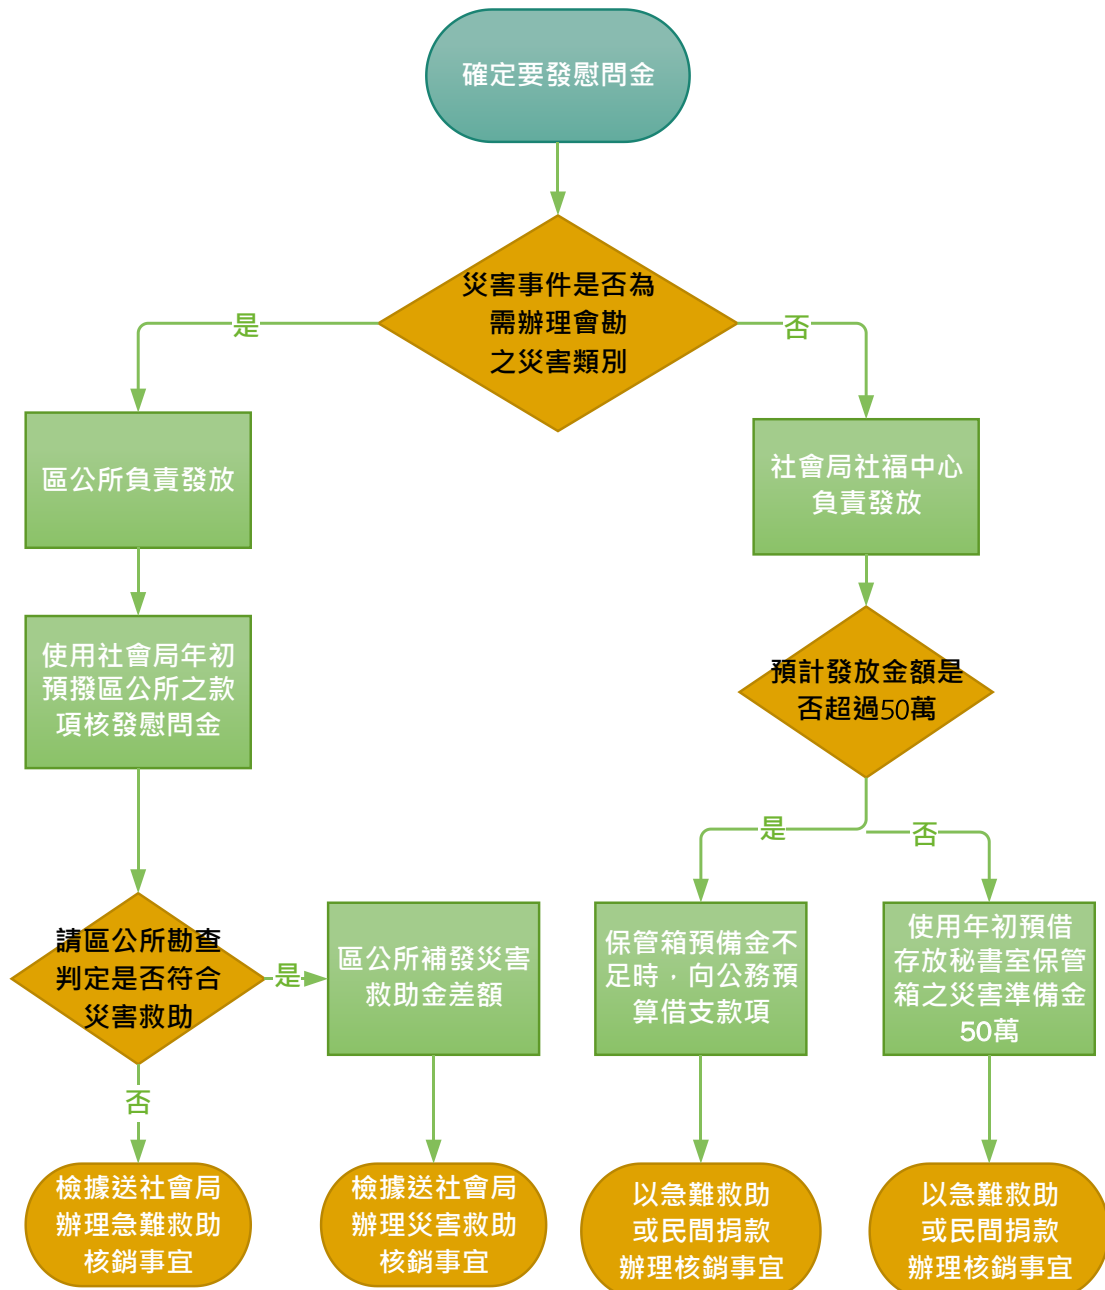 確定要發慰問金
災害事件是否為
需辦理會勘
之災害類別
是
否
區公所負責發放
社會局社福中心
負責發放
使用社會局年初
預撥區公所之款
項核發慰問金
預計發放金額是
否超過50萬
是
否
請區公所勘查
判定是否符合
災害救助
是
否
區公所補發災害
救助金差額
保管箱預備金不
足時，向公務預
算借支款項
使用年初預借
存放秘書室保管
箱之災害準備金
50萬
檢據送社會局
辦理急難救助
核銷事宜
檢據送社會局
辦理災害救助
核銷事宜
以急難救助
或民間捐款
辦理核銷事宜
以急難救助
或民間捐款
辦理核銷事宜